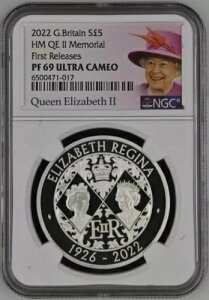 2022 G.Britain S£5
HM QE II Memorial
First Releases
PF 69 ULTRA CAMEO
6500471-017
NGC
Queen Elizabeth II
ELIZABETH REGINA
EIIR
1926 - 2022